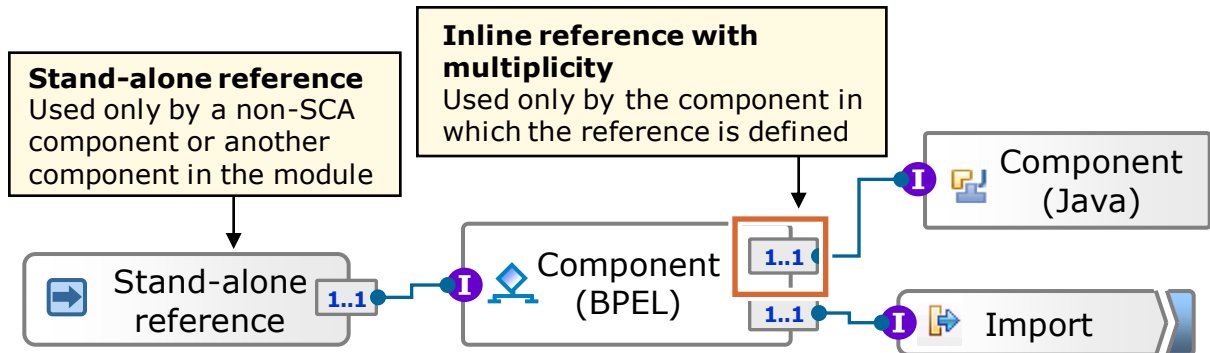 Stand-alone reference
Used only by a non-SCA
component or another
component in the module
Inline reference with
multiplicity
Used only by the component in
which the reference is defined
Stand-alone
reference
1..1
I
Component
(BPEL)
1..1
1..1
I
Component
(Java)
I
Import